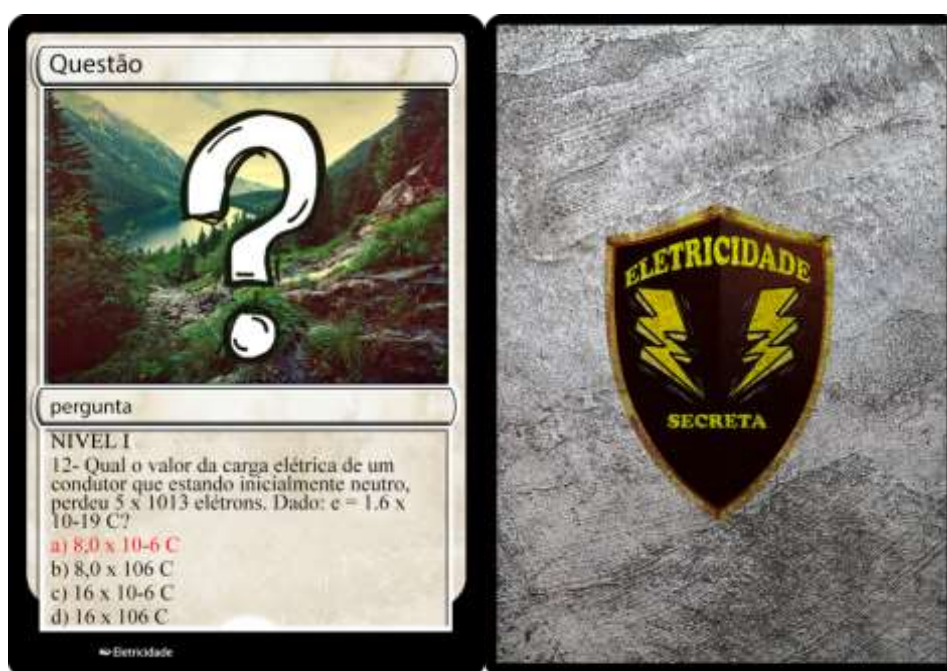 Questão
pergunta
NIVEL I
12- Qual o valor da carga elétrica de um
condutor que estando inicialmente neutro,
perdeu 5 x 1013 elétrons. Dado: e = 1.6 x
10-19 C?
a) 8,0 x 10-6 C
b) 8,0 x 106 C
c) 16 x 10-6 C
d) 16 x 106 C
Eletricidade
ELETRICIDADE
SECRETA